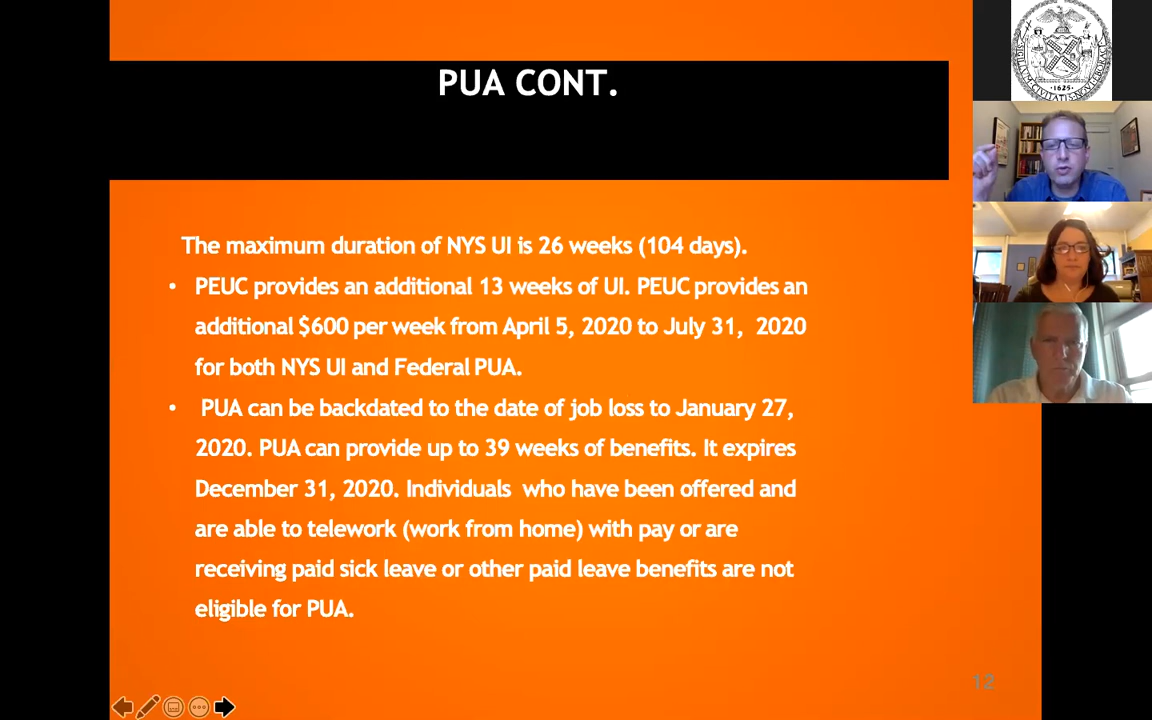 PUA CONT.
The maximum duration of NYS UI is 26 weeks (104 days).
• PEUC provides an additional 13 weeks of UI. PEUC provides an
additional $600 per week from April 5, 2020 to July 31, 2020
for both NYS UI and Federal PUA.
• PUA can be backdated to the date of job loss to January 27,
2020. PUA can provide up to 39 weeks of benefits. It expires
December 31, 2020. Individuals who have been offered and
are able to telework (work from home) with pay or are
receiving paid sick leave or other paid leave benefits are not
eligible for PUA.
12
SIGILLUM CIVITATIS NOVI EBORACI
·1625·